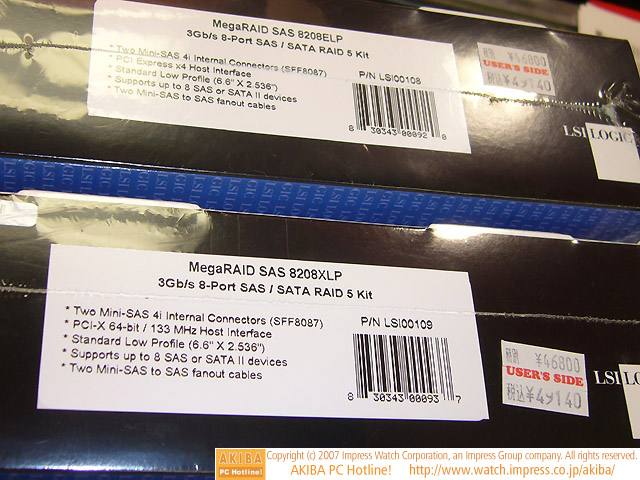 MegaRAID SAS 8208ELP
3Gb/s 8-Port SAS / SATA RAID 5 Kit
* Two Mini-SAS 4i Internal Connectors (SFF8087)
* PCI Express x4 Host Interface
* Standard Low Profile (6.6" X 2.536")
* Supports up to 8 SAS or SATA II devices
* Two Mini-SAS to SAS fanout cables
P/N LSI00108
8 30343 00092 0
税別 ¥46800
USER'S SIDE
税込¥49140
LSI LOGIC
MegaRAID SAS 8208XLP
3Gb/s 8-Port SAS / SATA RAID 5 Kit
* Two Mini-SAS 4i Internal Connectors (SFF8087)
* PCI-X 64-bit / 133 MHz Host Interface
* Standard Low Profile (6.6" X 2.536")
* Supports up to 8 SAS or SATA II devices
* Two Mini-SAS to SAS fanout cables
P/N LSI00109
8 30343 00093 7
税別 ¥46800
USER'S SIDE
税込¥49140
LSI LO
AKIBA
PC Hotline!
Copyright (c) 2007 Impress Watch Corporation, an Impress Group company. All rights reserved.
AKIBA PC Hotline! http://www.watch.impress.co.jp/akiba/